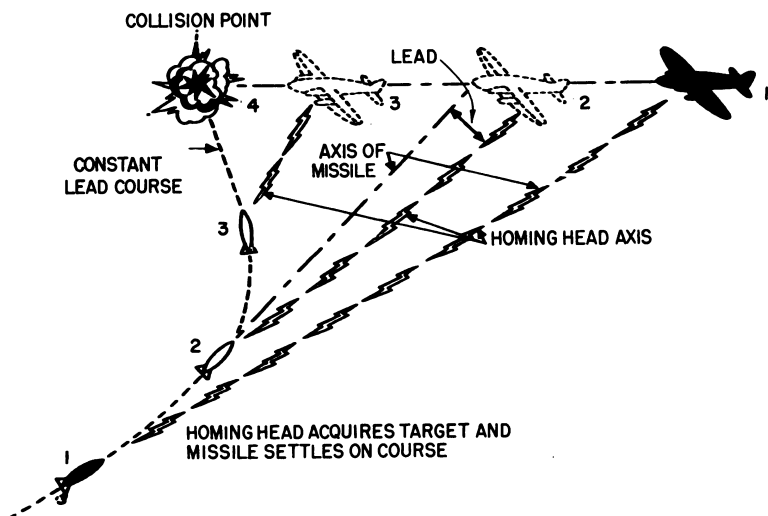 COLLISION POINT
LEAD
4
3
2
1
CONSTANT
LEAD COURSE
AXIS OF
MISSILE
3
HOMING HEAD AXIS
2
HOMING HEAD ACQUIRES TARGET AND
MISSILE SETTLES ON COURSE
1